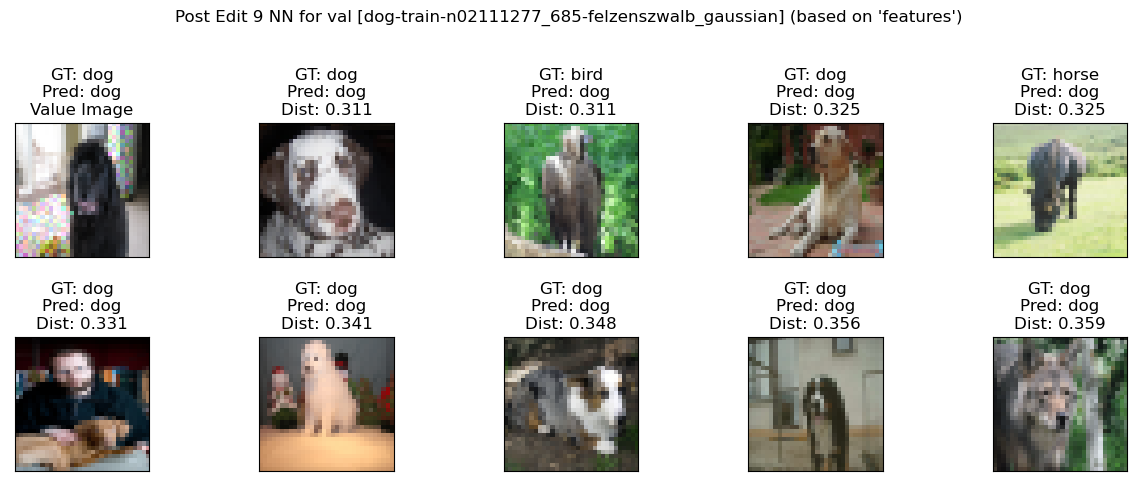 Post Edit 9 NN for val [dog-train-n02111277_685-felzenszwalb_gaussian] (based on 'features')
GT: dog
Pred: dog
Value Image
GT: dog
Pred: dog
Dist: 0.311
GT: bird
Pred: dog
Dist: 0.311
GT: dog
Pred: dog
Dist: 0.325
GT: horse
Pred: dog
Dist: 0.325
GT: dog
Pred: dog
Dist: 0.331
GT: dog
Pred: dog
Dist: 0.341
GT: dog
Pred: dog
Dist: 0.348
GT: dog
Pred: dog
Dist: 0.356
GT: dog
Pred: dog
Dist: 0.359